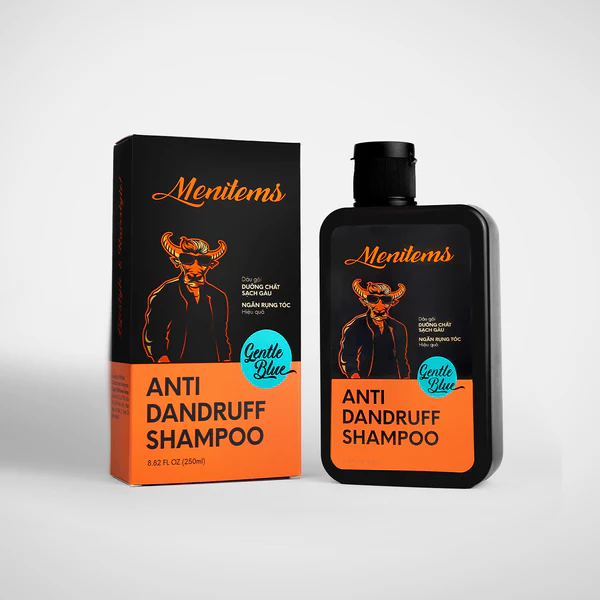 Menitems
Dầu gội
DƯỠNG CHẤT
SẠCH GÀU
NGĂN RỤNG TÓC
Hiệu quả
Gentle
Blue
ANTI
DANDRUFF
SHAMPOO
8.82 FL OZ (250ml)
Menitems
Dầu gội
DƯỠNG CHẤT
SẠCH GÀU
NGĂN RỤNG TÓC
Hiệu quả
Gentle
Blue
ANTI
DANDRUFF
SHAMPOO